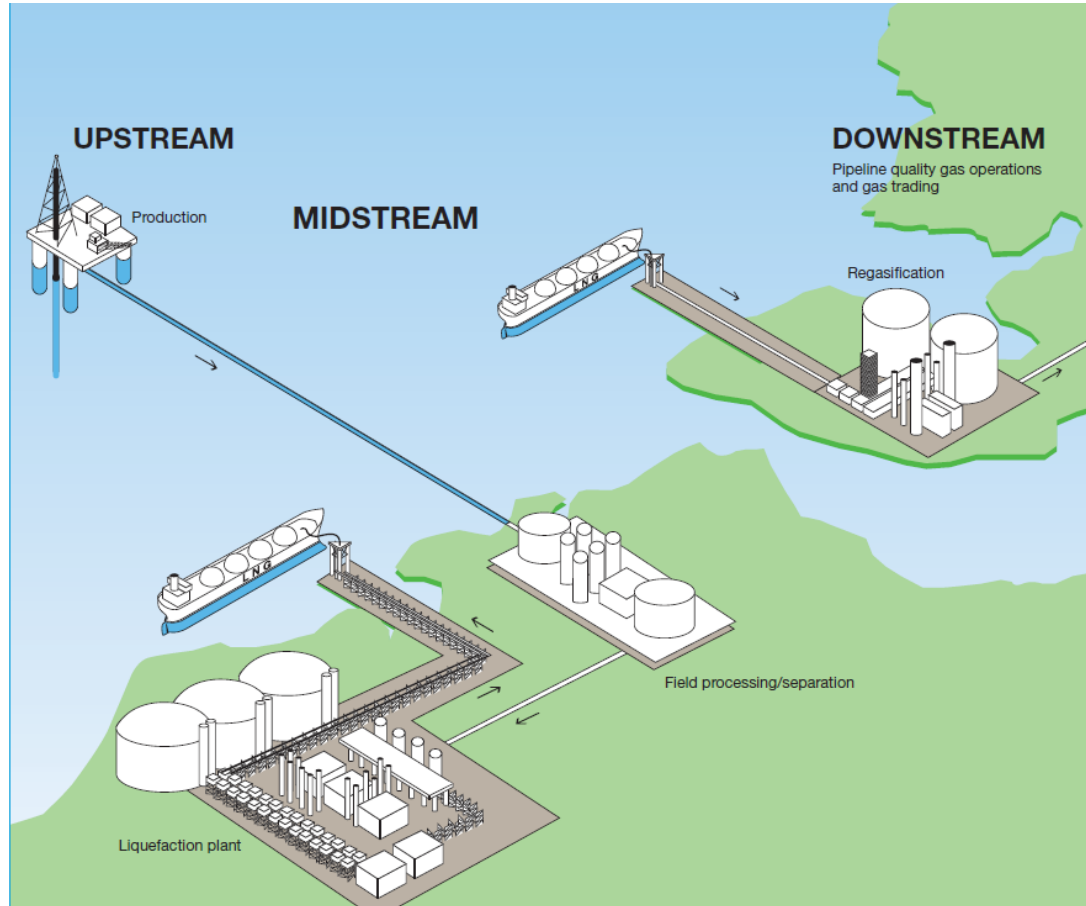 UPSTREAM
Production
MIDSTREAM
DOWNSTREAM
Pipeline quality gas operations
and gas trading
LNG
Regasification
LNG
Field processing/separation
Liquefaction plant